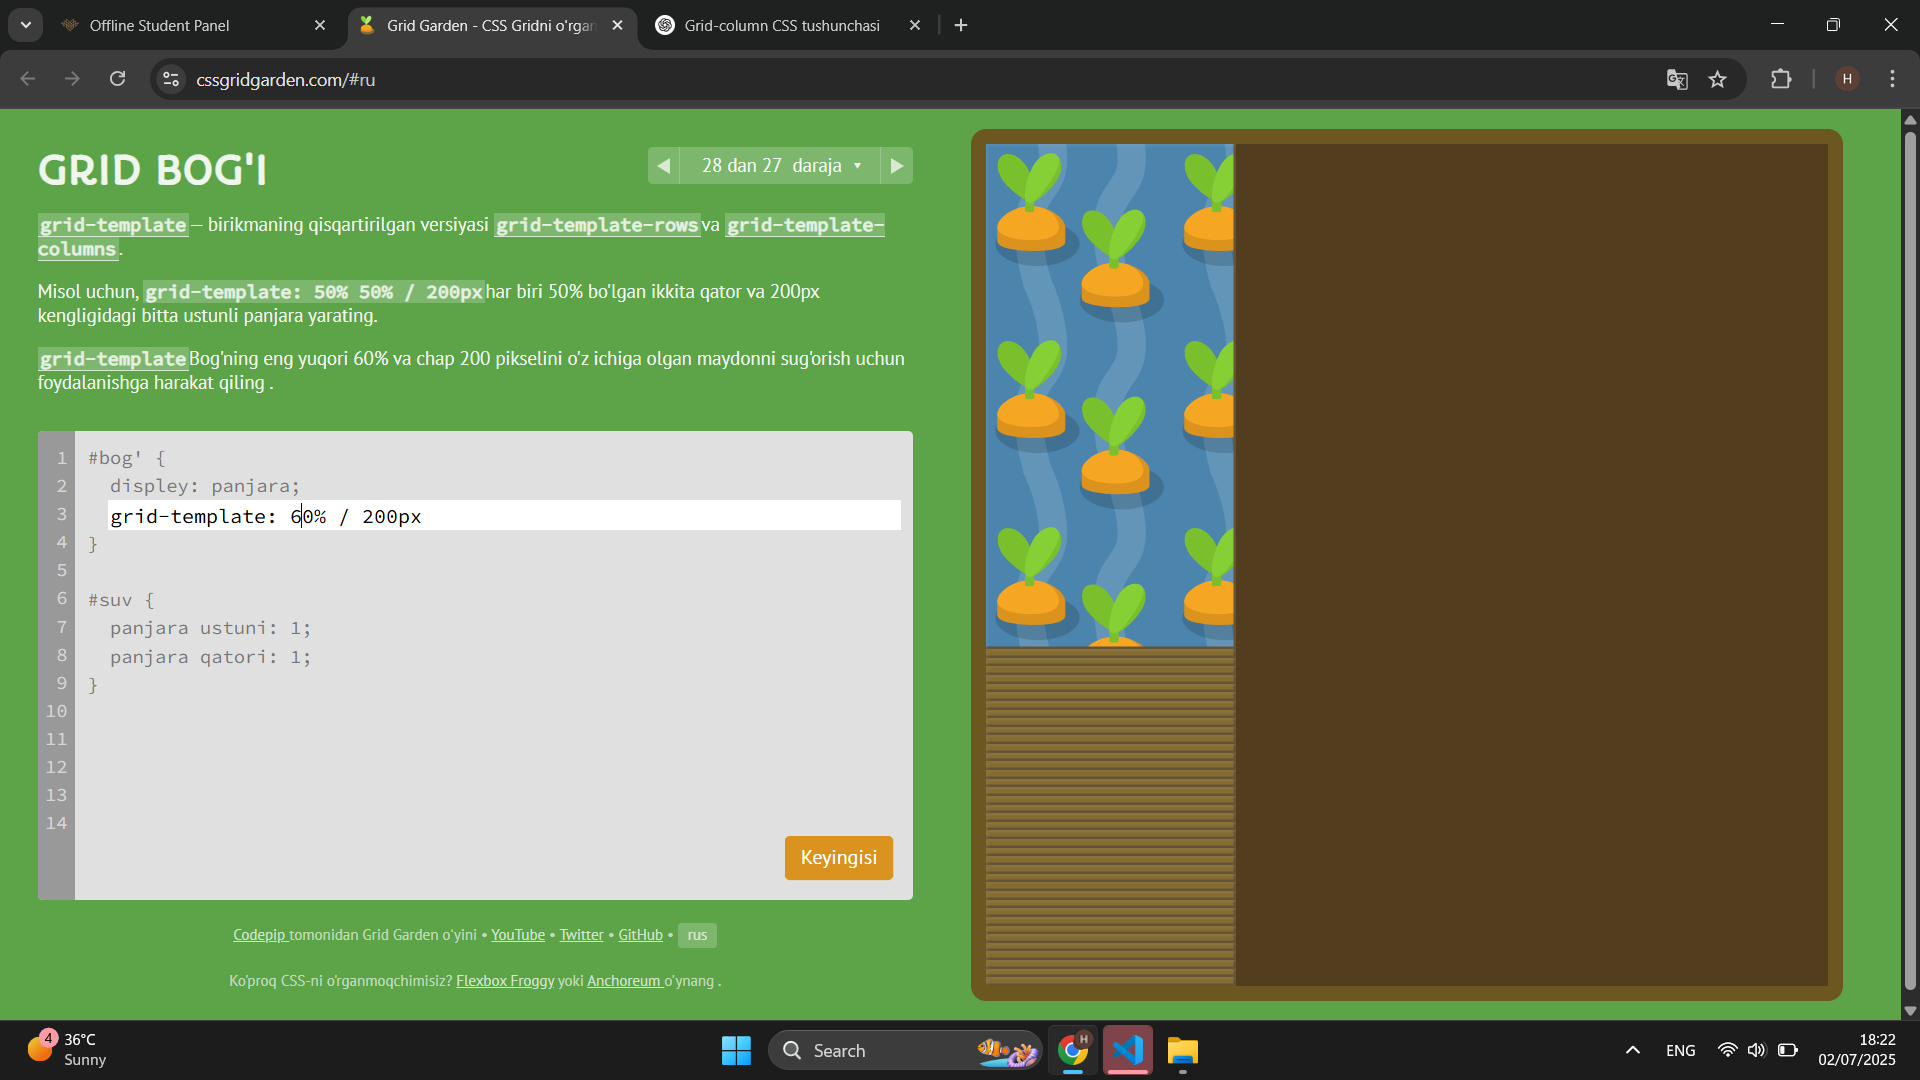 Offline Student Panel
Grid Garden - CSS Gridni o'rgan
Grid-column CSS tushunchasi
cssgridgarden.com/#ru
H
GRID BOG'I
28 dan 27 daraja
grid-template — birikmaning qisqartirilgan versiyasi grid-template-rows va grid-template-
columns.
Misol uchun, grid-template: 50% 50% / 200px har biri 50% bo'lgan ikkita qator va 200px
kengligidagi bitta ustunli panjara yarating.
grid-template Bog'ning eng yuqori 60% va chap 200 pikselini o'z ichiga olgan maydonni sug'orish uchun
foydalanishga harakat qiling .
1 #bog' {
2 displey: panjara;
3 grid-template: 60% / 200px
4 }
5
6 #suv {
7 panjara ustuni: 1;
8 panjara qatori: 1;
9 }
10
11
12
13
14
Keyingisi
Codepip tomonidan Grid Garden o'yini • YouTube • Twitter • GitHub • rus
Ko'proq CSS-ni o'rganmoqchimisiz? Flexbox Froggy yoki Anchoreum o'ynang .
4
36°C
Sunny
Search
H
ENG
18:22
02/07/2025